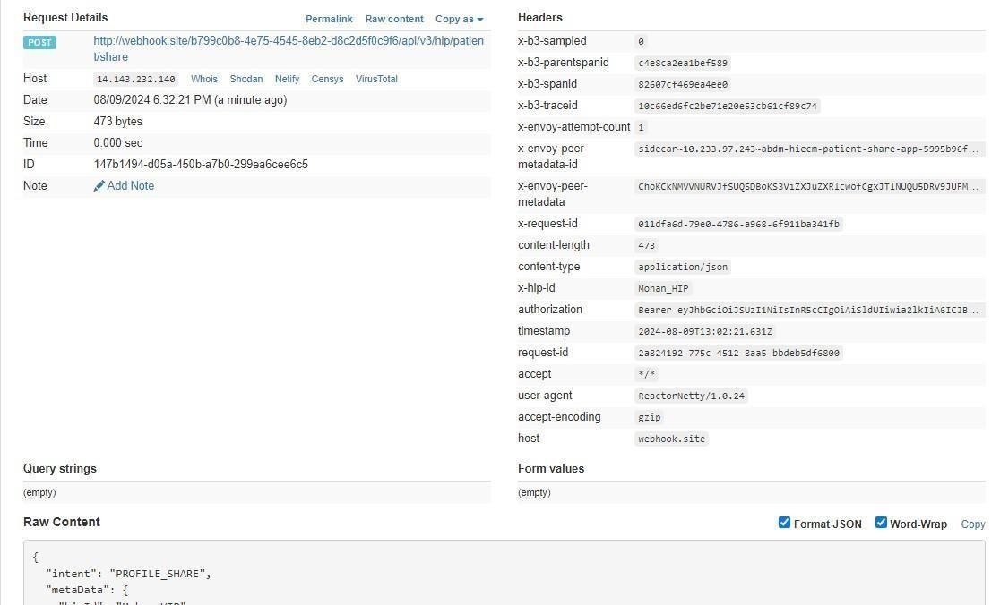 Request Details
Permalink Raw content Copy as
POST http://webhook.site/b799c0b8-4e75-4545-8eb2-d8c2d5f0c9f6/api/v3/hip/patien
t/share
Host 14.143.232.140 Whois Shodan Netify Censys VirusTotal
Date 08/09/2024 6:32:21 PM (a minute ago)
Size 473 bytes
Time 0.000 sec
ID 147b1494-d05a-450b-a7b0-299ea6cee6c5
Note Add Note
Headers
x-b3-sampled 0
x-b3-parentspanid c4e8ca2ea1bef589
x-b3-spanid 82607cf469ea4ee0
x-b3-traceid 10c66ed6fc2be71e20e53cb61cf89c74
x-envoy-attempt-count 1
x-envoy-peer- sidecar~10.233.97.243~abdm-hiecm-patient-share-app-5995b96f...
metadata-id
x-envoy-peer- ChoKCkNMVVNURVJfSUQSDBoKS3ViZXJuZXRlcwofCgxJTlNUQU5DRV9JUFM...
metadata
x-request-id 011dfa6d-79e0-4786-a968-6f911ba341fb
content-length 473
content-type application/json
x-hip-id Mohan_HIP
authorization Bearer eyJhbGciOiJSUzI1NiIsInR5cCIgOiAiSldUIiwia2lkIiA6ICJB...
timestamp 2024-08-09T13:02:21.631Z
request-id 2a824192-775c-4512-8aa5-bbdeb5df6800
accept */*
user-agent ReactorNetty/1.0.24
accept-encoding gzip
host webhook.site
Query strings
(empty)
Form values
(empty)
Raw Content
Format JSON Word-Wrap Copy
{
"intent": "PROFILE_SHARE",
"metaData": {